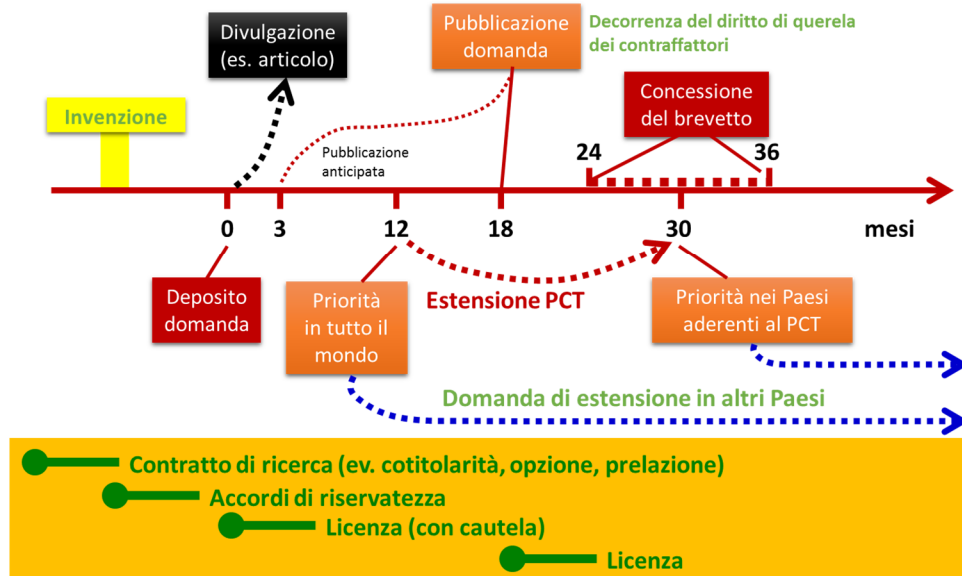 Divulgazione
(es. articolo)
Pubblicazione
domanda
Decorrenza del diritto di querela
dei contraffattori
Invenzione
Concessione
del brevetto
Pubblicazione
anticipata
24
36
0
3
12
18
30
mesi
Deposito
domanda
Priorità
in tutto il
mondo
Estensione PCT
Priorità nei Paesi
aderenti al PCT
Domanda di estensione in altri Paesi
Contratto di ricerca (ev. cotitolarità, opzione, prelazione)
Accordi di riservatezza
Licenza (con cautela)
Licenza